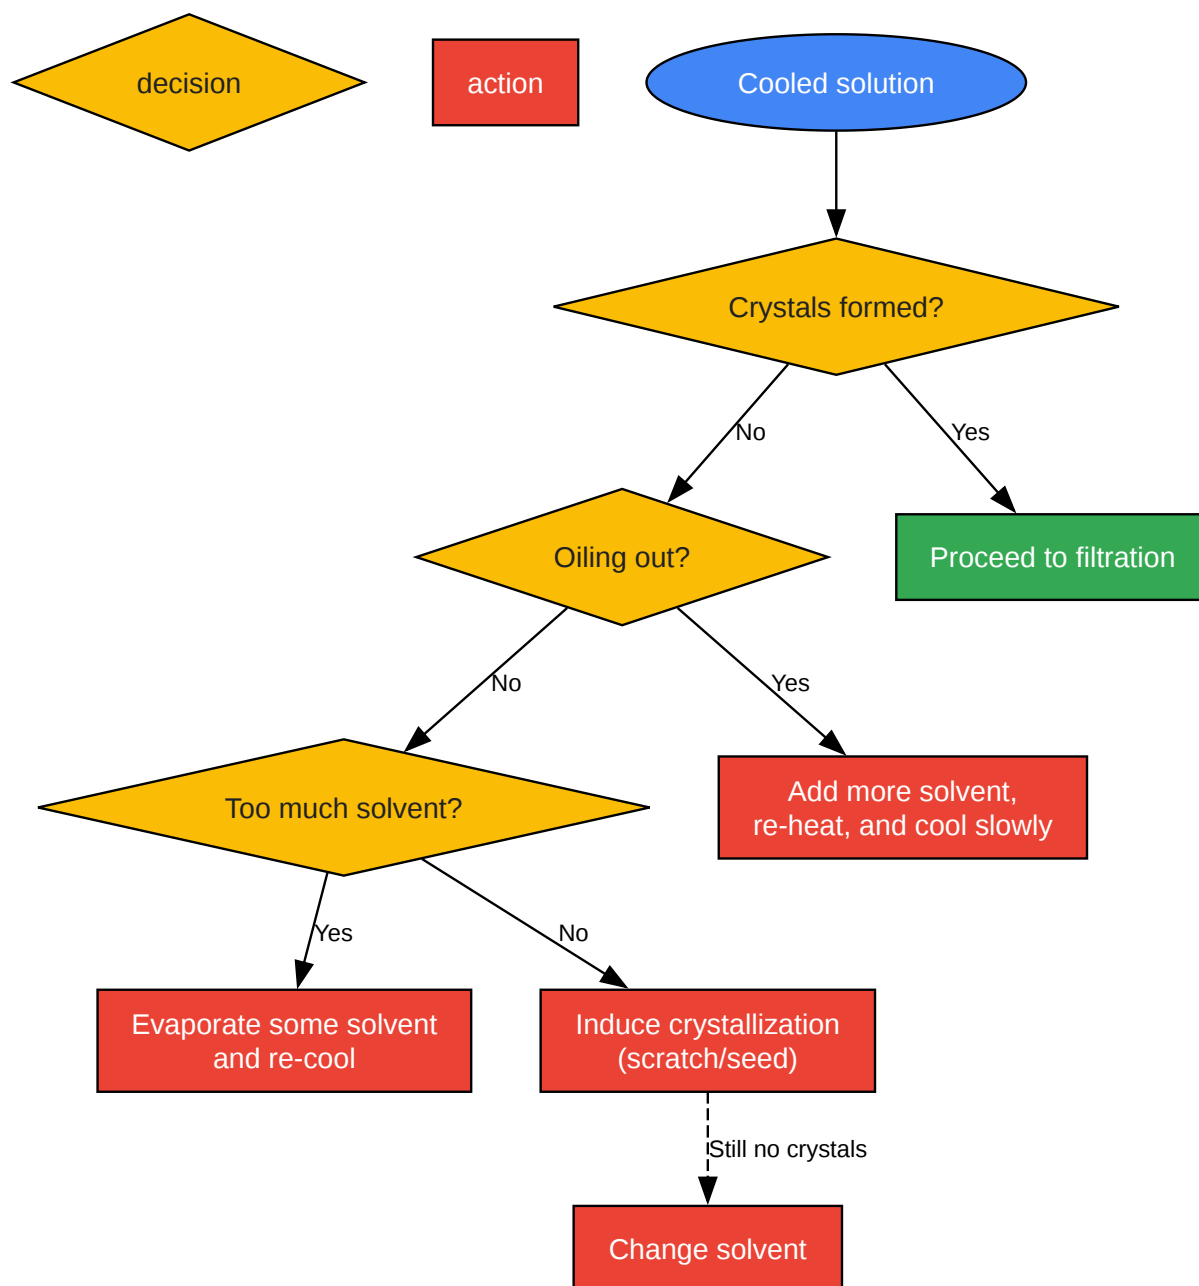 decision
action
Cooled solution
Crystals formed?
No
Yes
Oiling out?
Proceed to filtration
No
Yes
Too much solvent?
Add more solvent,
re-heat, and cool slowly
Yes
No
Evaporate some solvent
and re-cool
Induce crystallization
(scratch/seed)
Still no crystals
Change solvent